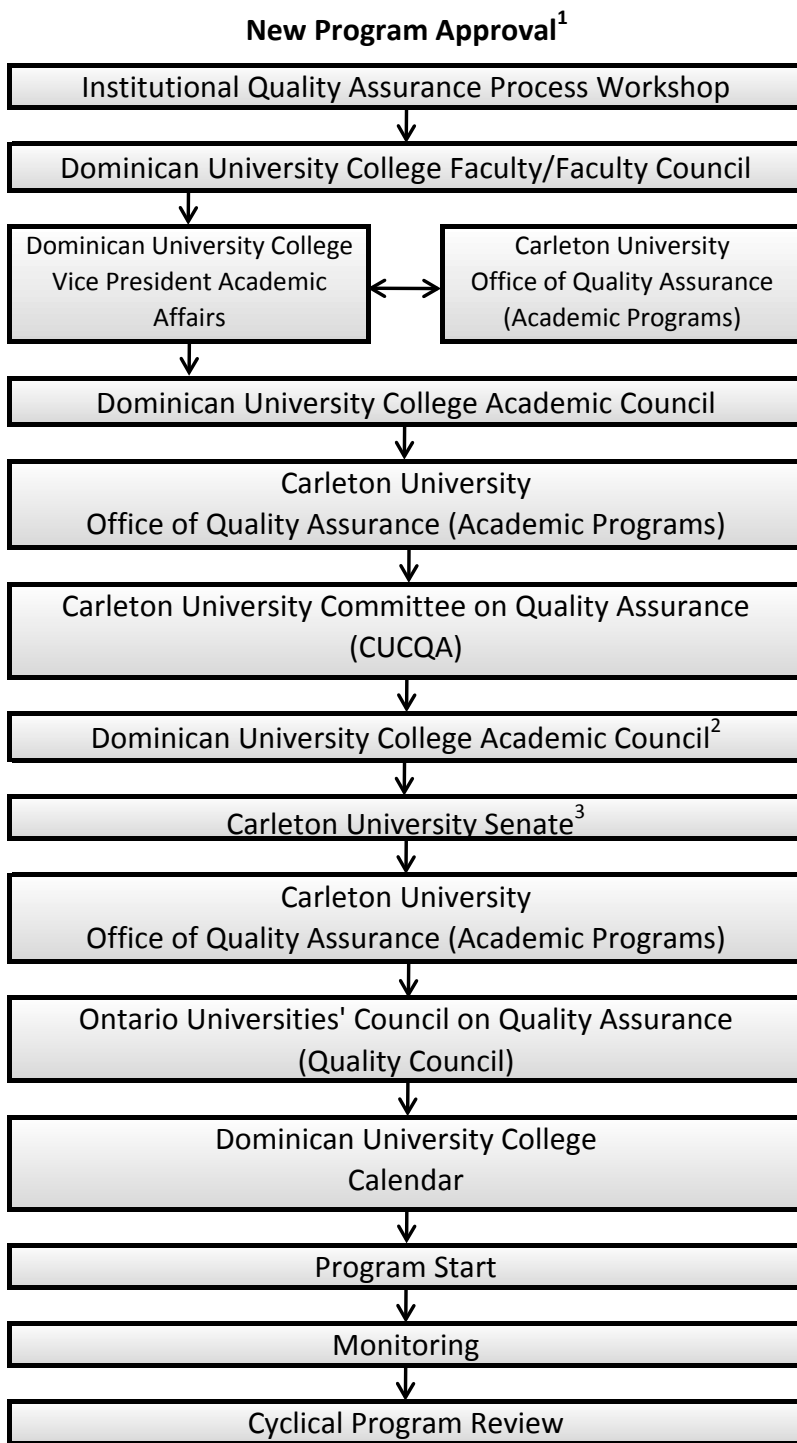 New Program Approval¹
Institutional Quality Assurance Process Workshop
Dominican University College Faculty/Faculty Council
Dominican University College
Vice President Academic
Affairs
Carleton University
Office of Quality Assurance
(Academic Programs)
Dominican University College Academic Council
Carleton University
Office of Quality Assurance (Academic Programs)
Carleton University Committee on Quality Assurance
(CUCQA)
Dominican University College Academic Council²
Carleton University Senate³
Carleton University
Office of Quality Assurance (Academic Programs)
Ontario Universities' Council on Quality Assurance
(Quality Council)
Dominican University College
Calendar
Program Start
Monitoring
Cyclical Program Review